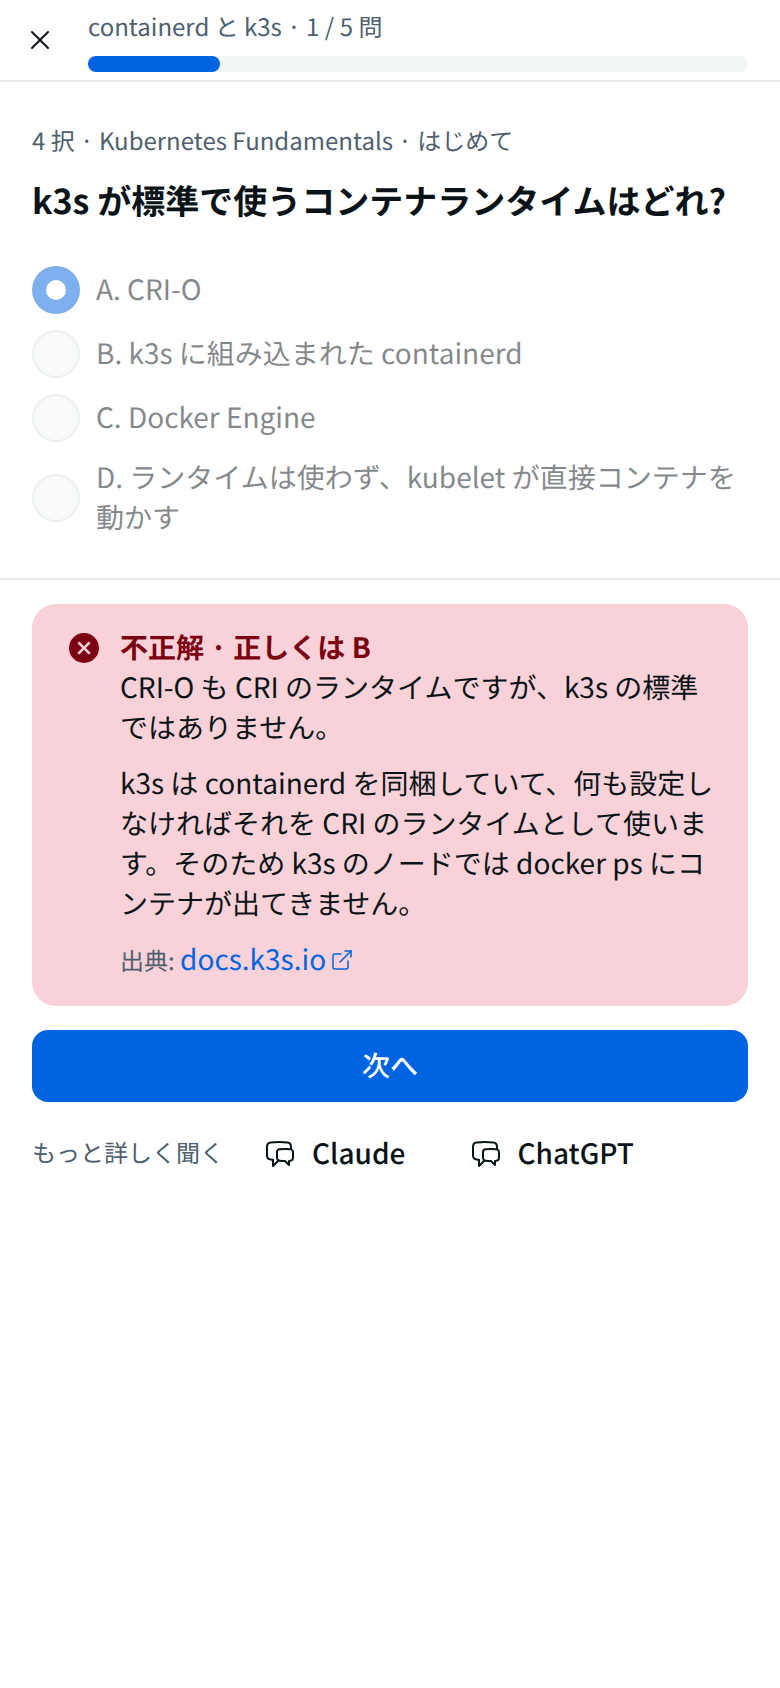 containerd と k3s · 1 / 5 問
4 択 · Kubernetes Fundamentals · はじめて
k3s が標準で使うコンテナランタイムはどれ?
A. CRI-O
B. k3s に組み込まれた containerd
C. Docker Engine
D. ランタイムは使わず、kubelet が直接コンテナを
動かす
不正解 · 正しくは B
CRI-O も CRI のランタイムですが、k3s の標準
ではありません。
k3s は containerd を同梱していて、何も設定し
なければそれを CRI のランタイムとして使いま
す。そのため k3s のノードでは docker ps にコ
ンテナが出てきません。
出典: docs.k3s.io
次へ
もっと詳しく聞く Claude ChatGPT